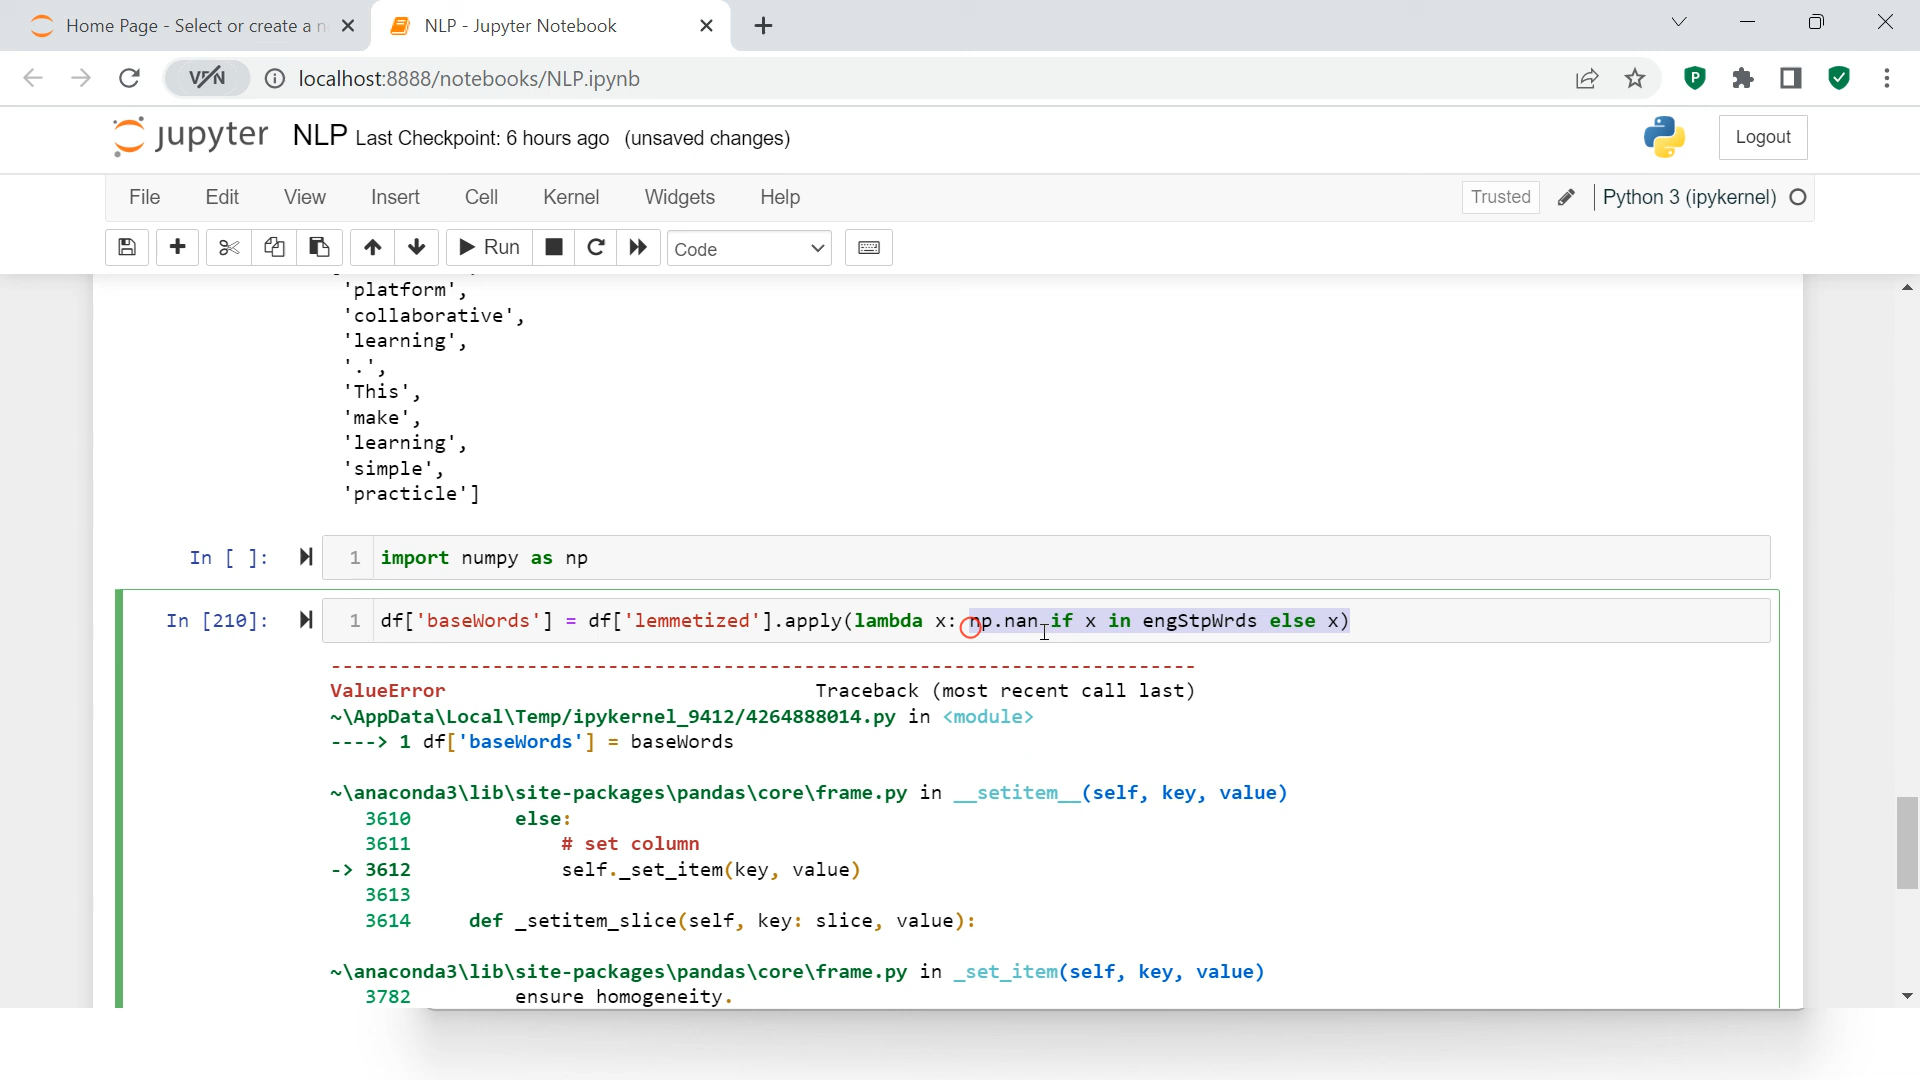 Home Page - Select or create a n
NLP - Jupyter Notebook
VPN
localhost:8888/notebooks/NLP.ipynb
P
jupyter NLP Last Checkpoint: 6 hours ago (unsaved changes)
Logout
File Edit View Insert Cell Kernel Widgets Help
Trusted
Python 3 (ipykernel)
Run
Code
'platform',
'collaborative',
'learning',
'.',
'This',
'make',
'learning',
'simple',
'practicle']
In [ ]: 1 import numpy as np
In [210]: 1 df['baseWords'] = df['lemmetized'].apply(lambda x: np.nan if x in engStpWrds else x)
---------------------------------------------------------------------------
ValueError Traceback (most recent call last)
~\AppData\Local\Temp/ipykernel_9412/4264888014.py in <module>
----> 1 df['baseWords'] = baseWords
~\anaconda3\lib\site-packages\pandas\core\frame.py in __setitem__(self, key, value)
3610 else:
3611 # set column
-> 3612 self._set_item(key, value)
3613
3614 def _setitem_slice(self, key: slice, value):
~\anaconda3\lib\site-packages\pandas\core\frame.py in _set_item(self, key, value)
3782 ensure homogeneity.